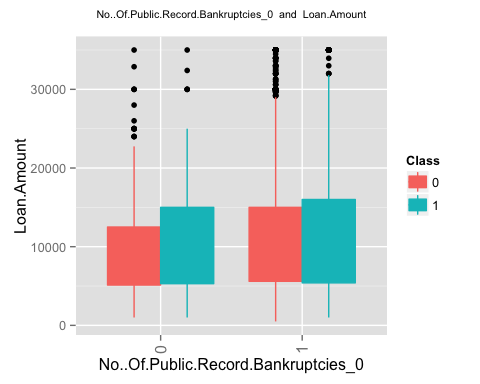 No..Of.Public.Record.Bankruptcies_0 and Loan.Amount
Loan.Amount
30000
20000
10000
0
0
1
No..Of.Public.Record.Bankruptcies_0
Class
0
1